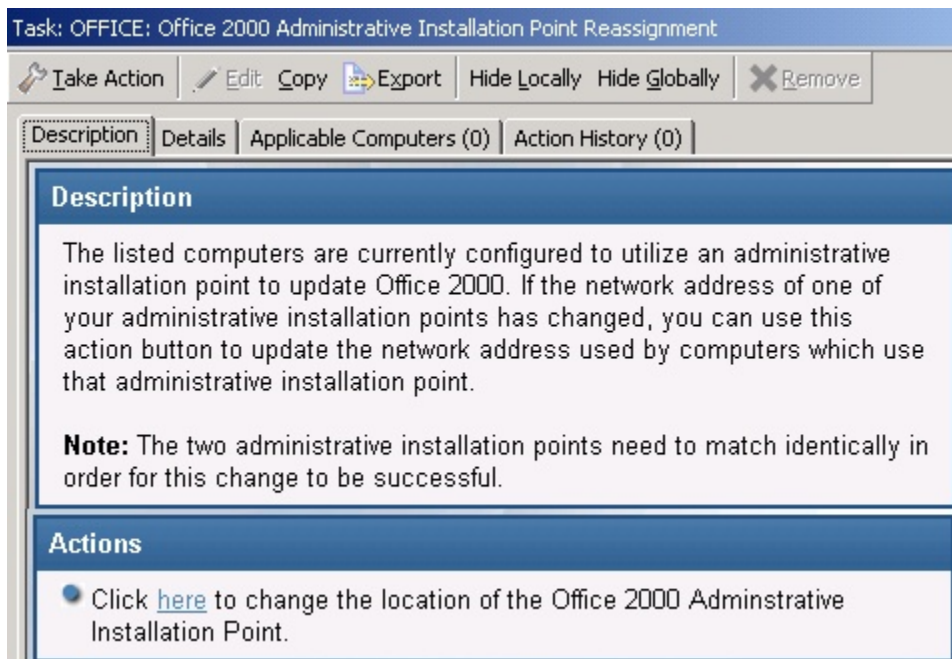 Task: OFFICE: Office 2000 Administrative Installation Point Reassignment
Take Action Edit Copy Export Hide Locally Hide Globally Remove
Description Details Applicable Computers (0) Action History (0)
Description
The listed computers are currently configured to utilize an administrative
installation point to update Office 2000. If the network address of one of
your administrative installation points has changed, you can use this
action button to update the network address used by computers which use
that administrative installation point.
Note: The two administrative installation points need to match identically in
order for this change to be successful.
Actions
Click here to change the location of the Office 2000 Adminstrative
Installation Point.